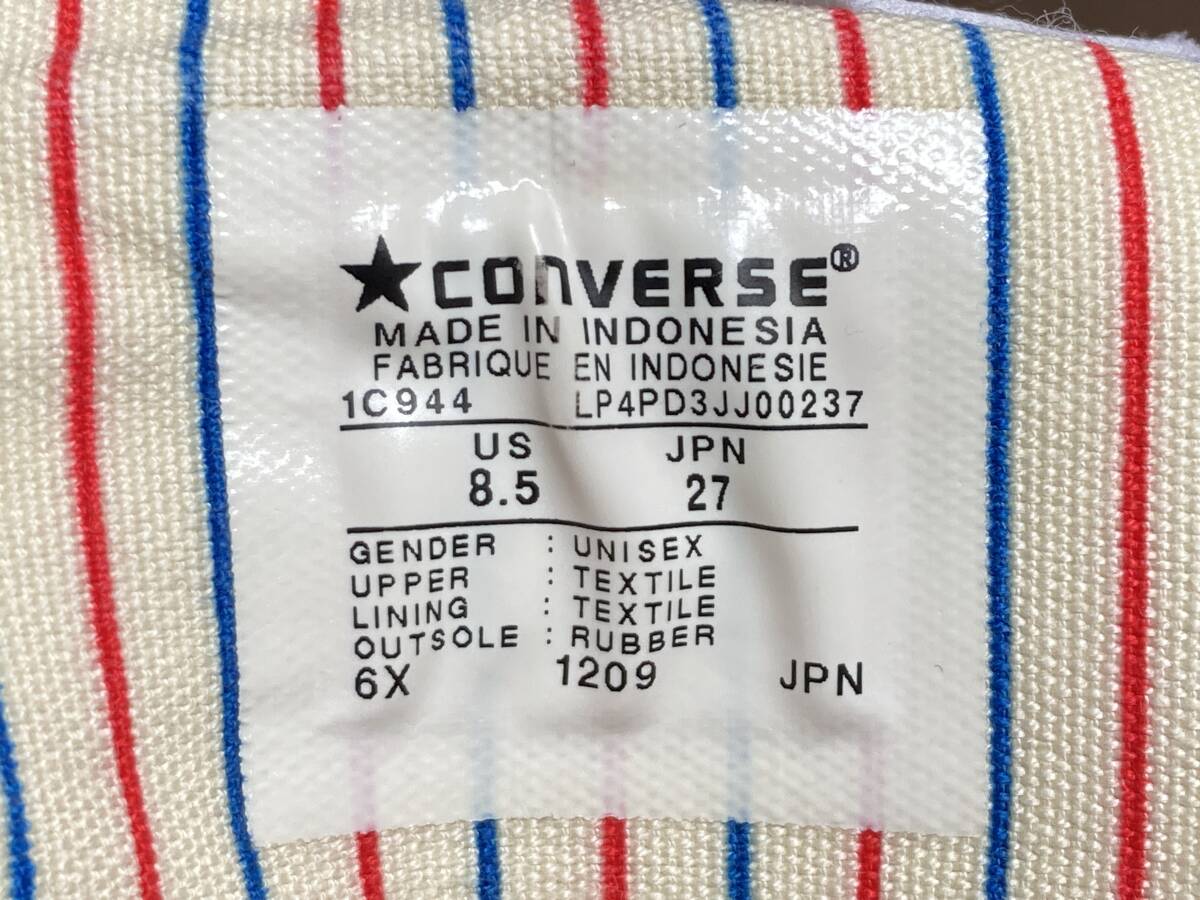 ★CONVERSE®
MADE IN INDONESIA
FABRIQUE EN INDONESIE
1C944 LP4PD3JJ00237
US JPN
8.5 27
GENDER : UNISEX
UPPER : TEXTILE
LINING : TEXTILE
OUTSOLE : RUBBER
6X 1209 JPN